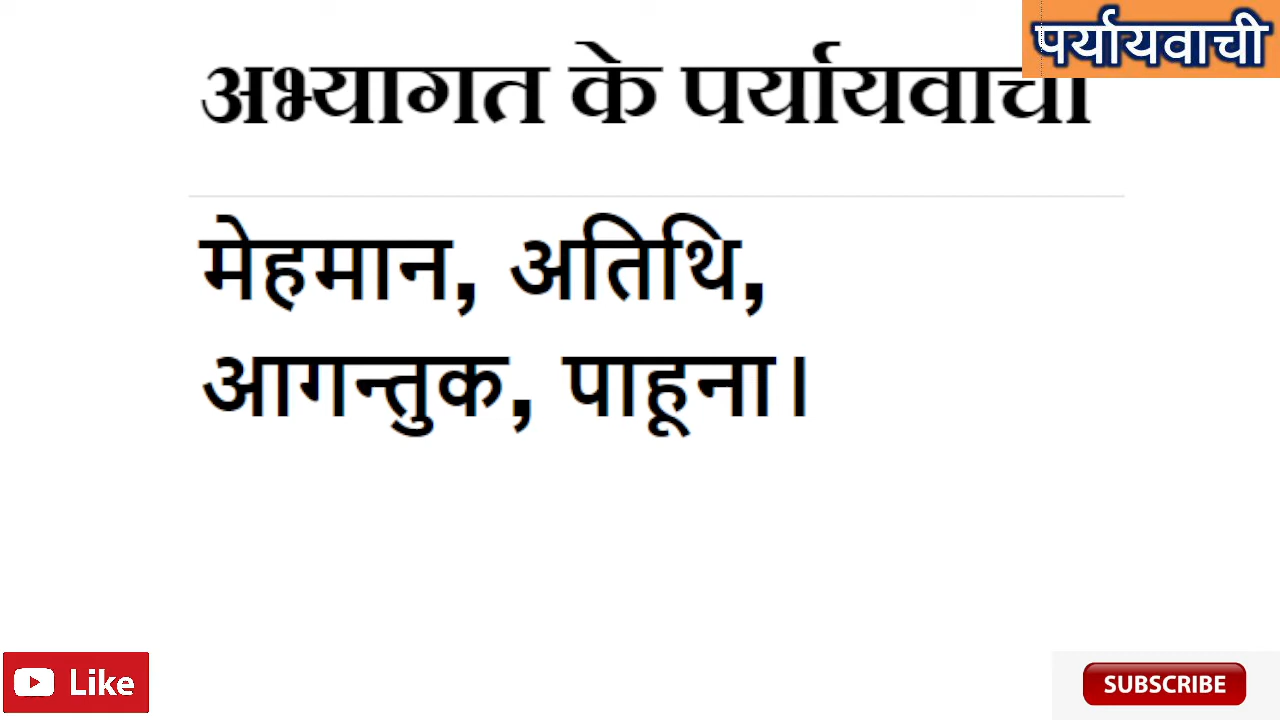 पर्यायवाची
अभ्यागत के पर्यायवाची
मेहमान, अतिथि,
आगन्तुक, पाहूना।
Like
SUBSCRIBE